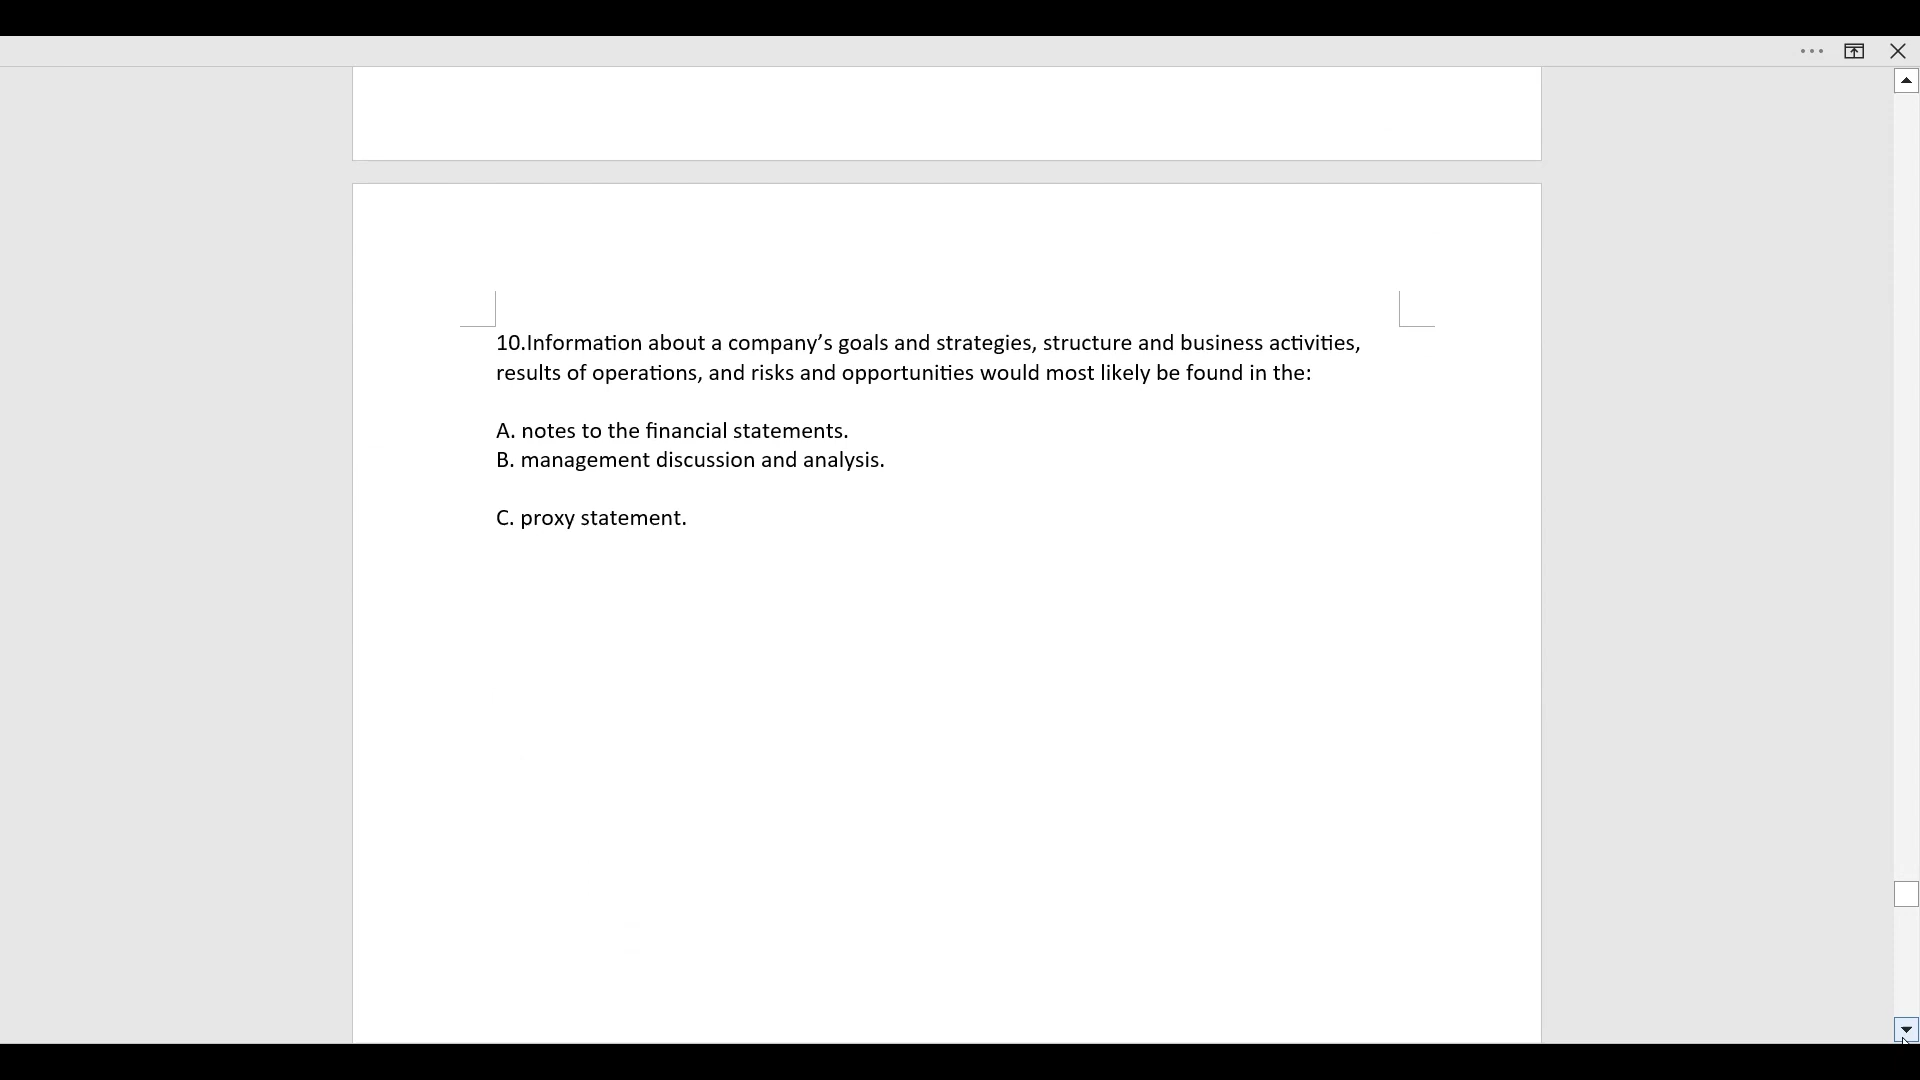 10.Information about a company’s goals and strategies, structure and business activities,
results of operations, and risks and opportunities would most likely be found in the:
A. notes to the financial statements.
B. management discussion and analysis.
C. proxy statement.